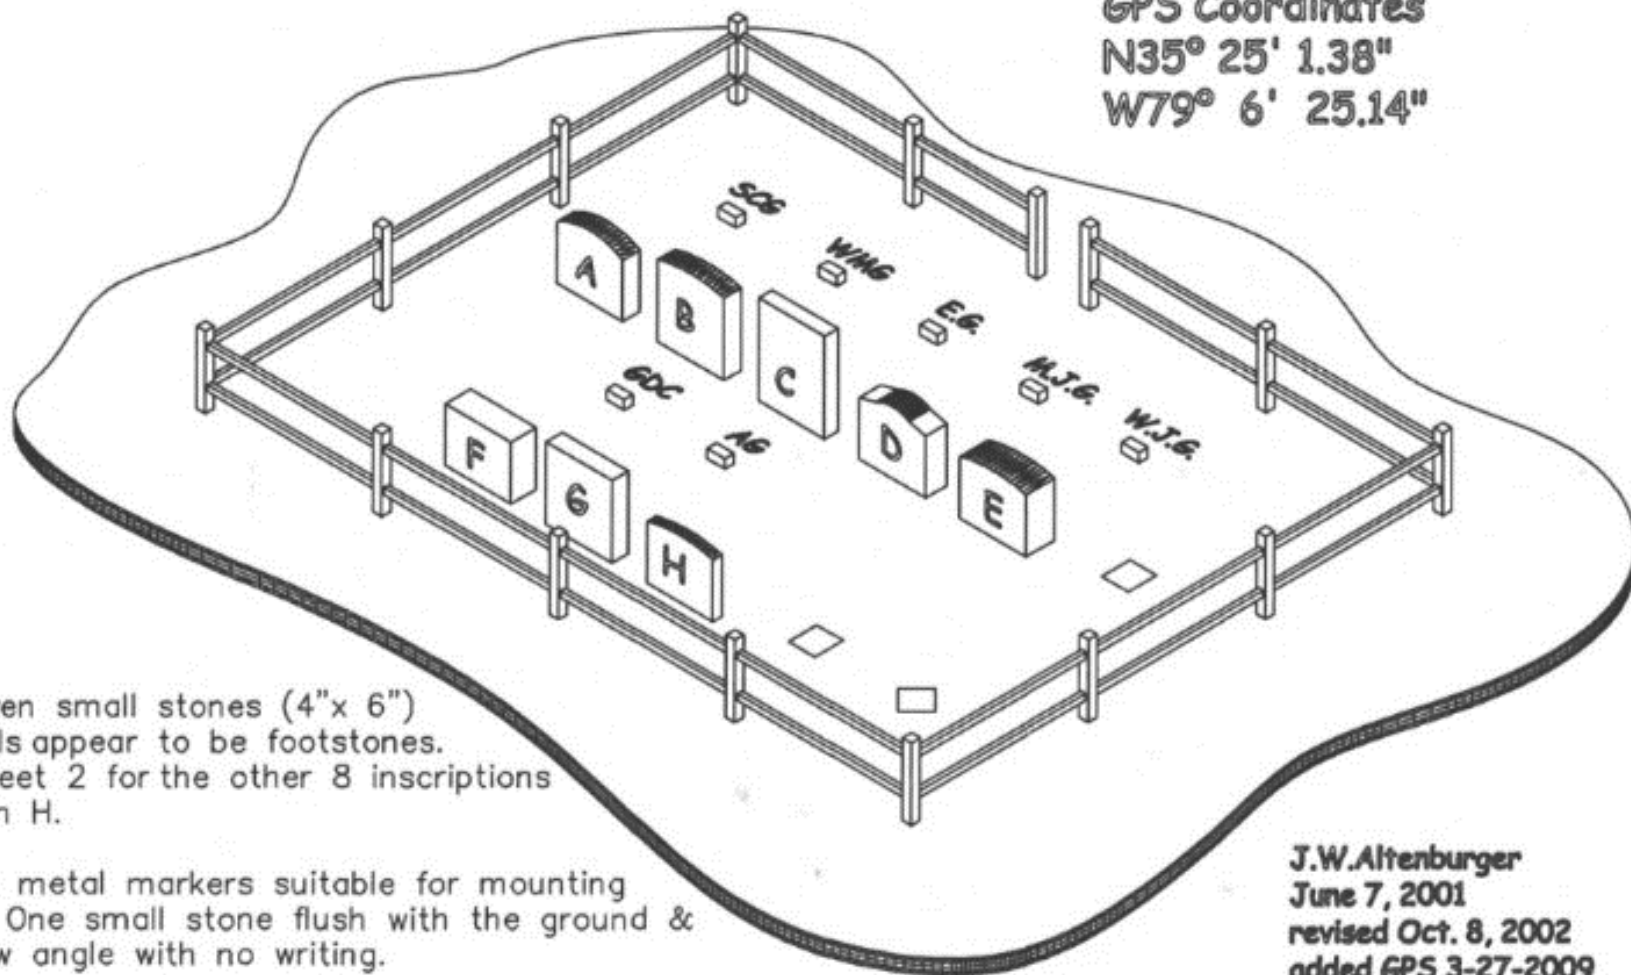 GPS Coordinates
N35° 25' 1.38"
W79° 6' 25.14"
SCG
WHG
E.G.
M.J.G.
W.J.G.
A
B
C
D
E
GDC
AG
F
G
H
en small stones (4"x 6")
ls appear to be footstones.
eet 2 for the other 8 inscriptions
H.
metal markers suitable for mounting
One small stone flush with the ground &
w angle with no writing.
J.W.Altenburger
June 7, 2001
revised Oct. 8, 2002
added GPS 3-27-2009